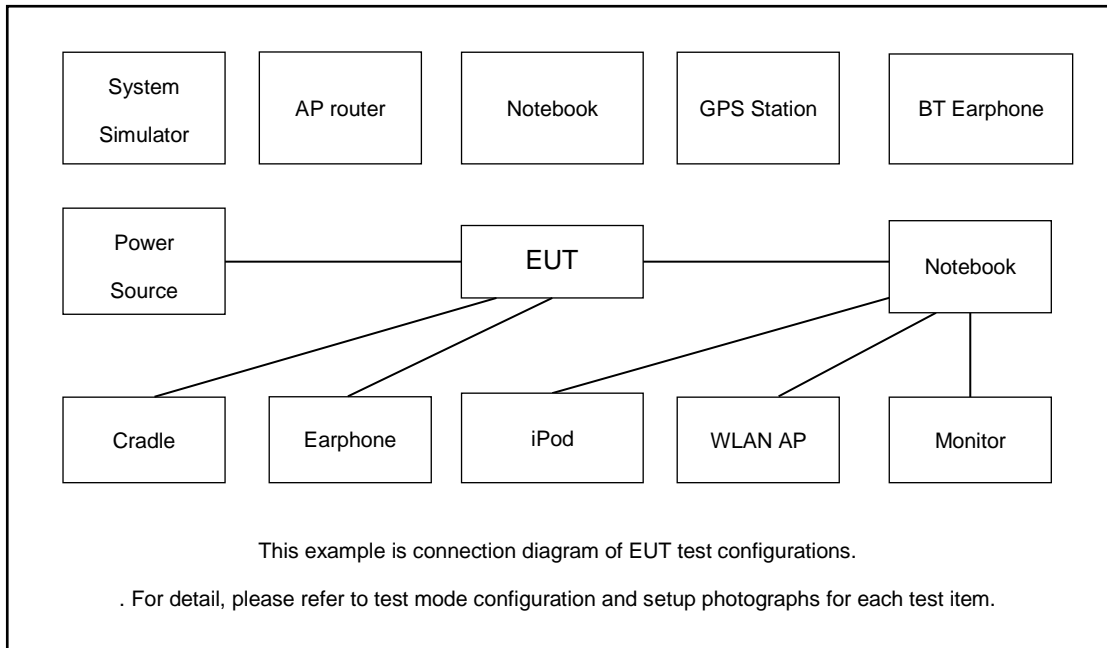 System
Simulator
AP router
Notebook
GPS Station
BT Earphone
Power
Source
EUT
Notebook
Cradle
Earphone
iPod
WLAN AP
Monitor
This example is connection diagram of EUT test configurations.
. For detail, please refer to test mode configuration and setup photographs for each test item.